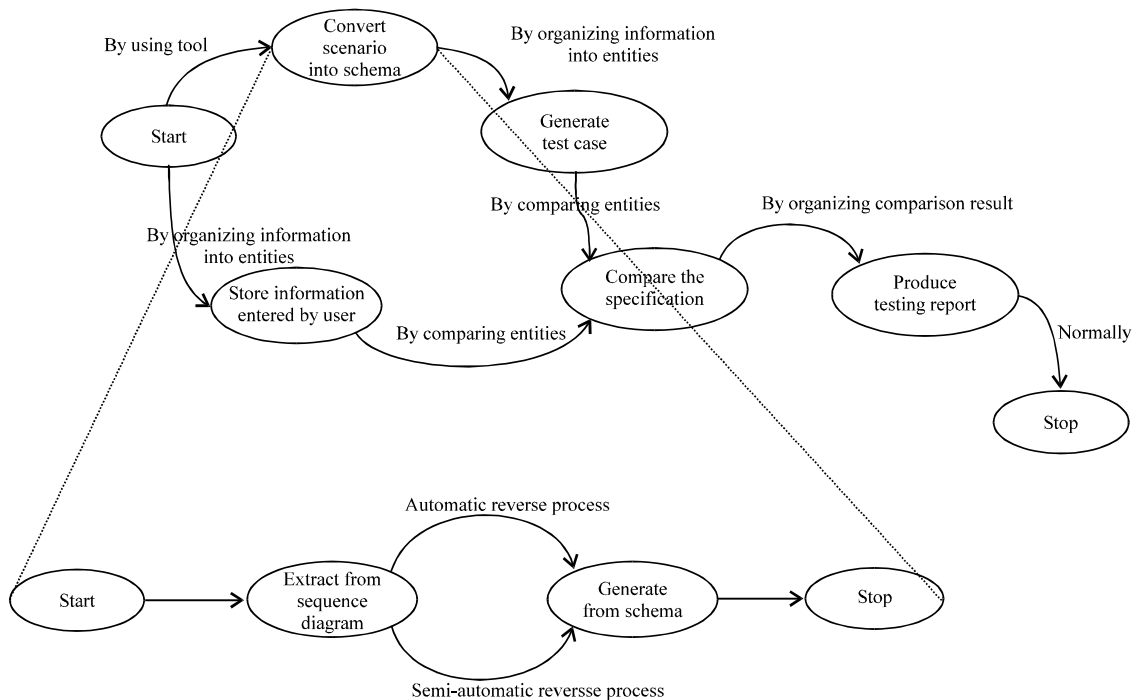 Convert
scenario
into schema
By using tool
By organizing information
into entities
Start
Generate
test case
By comparing entities
By organizing comparison result
By organizing information
into entities
Store information
entered by user
Compare the
specification
Produce
testing report
By comparing entities
Normally
Stop
Automatic reverse process
Start
Extract from
sequence
diagram
Generate
from schema
Stop
Semi-automatic reversse process